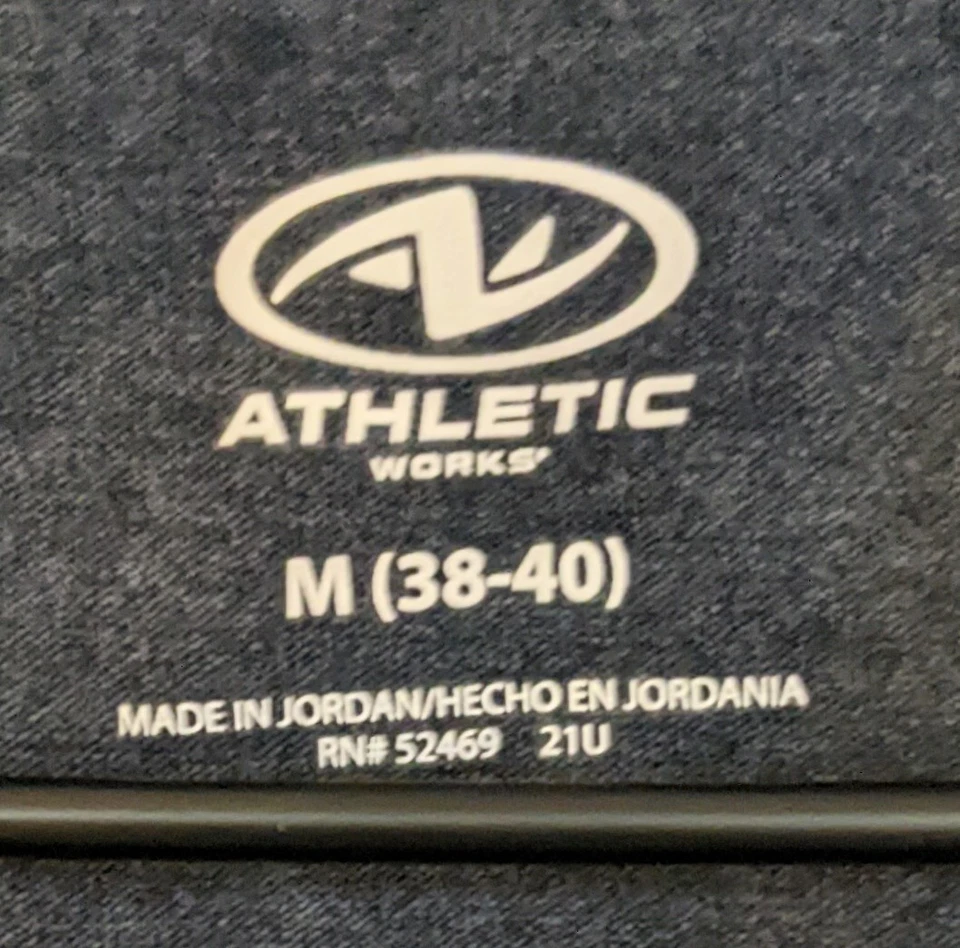 ATHLETIC
WORKS®
M (38-40)
MADE IN JORDAN/HECHO EN JORDANIA
RN# 52469 21U